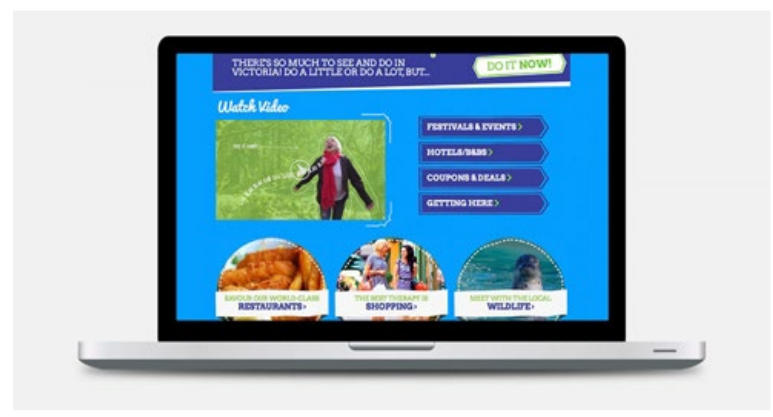 THERE'S SO MUCH TO SEE AND DO IN
VICTORIA! DO A LITTLE OR DO A LOT, BUT...
DO IT NOW!
Watch Video
FESTIVALS & EVENTS >
HOTELS/B&BS >
COUPONS & DEALS >
GETTING HERE >
SAVOUR OUR WORLD-CLASS
RESTAURANTS >
THE BEST THERAPY IS
SHOPPING >
MEET WITH THE LOCAL
WILDLIFE >